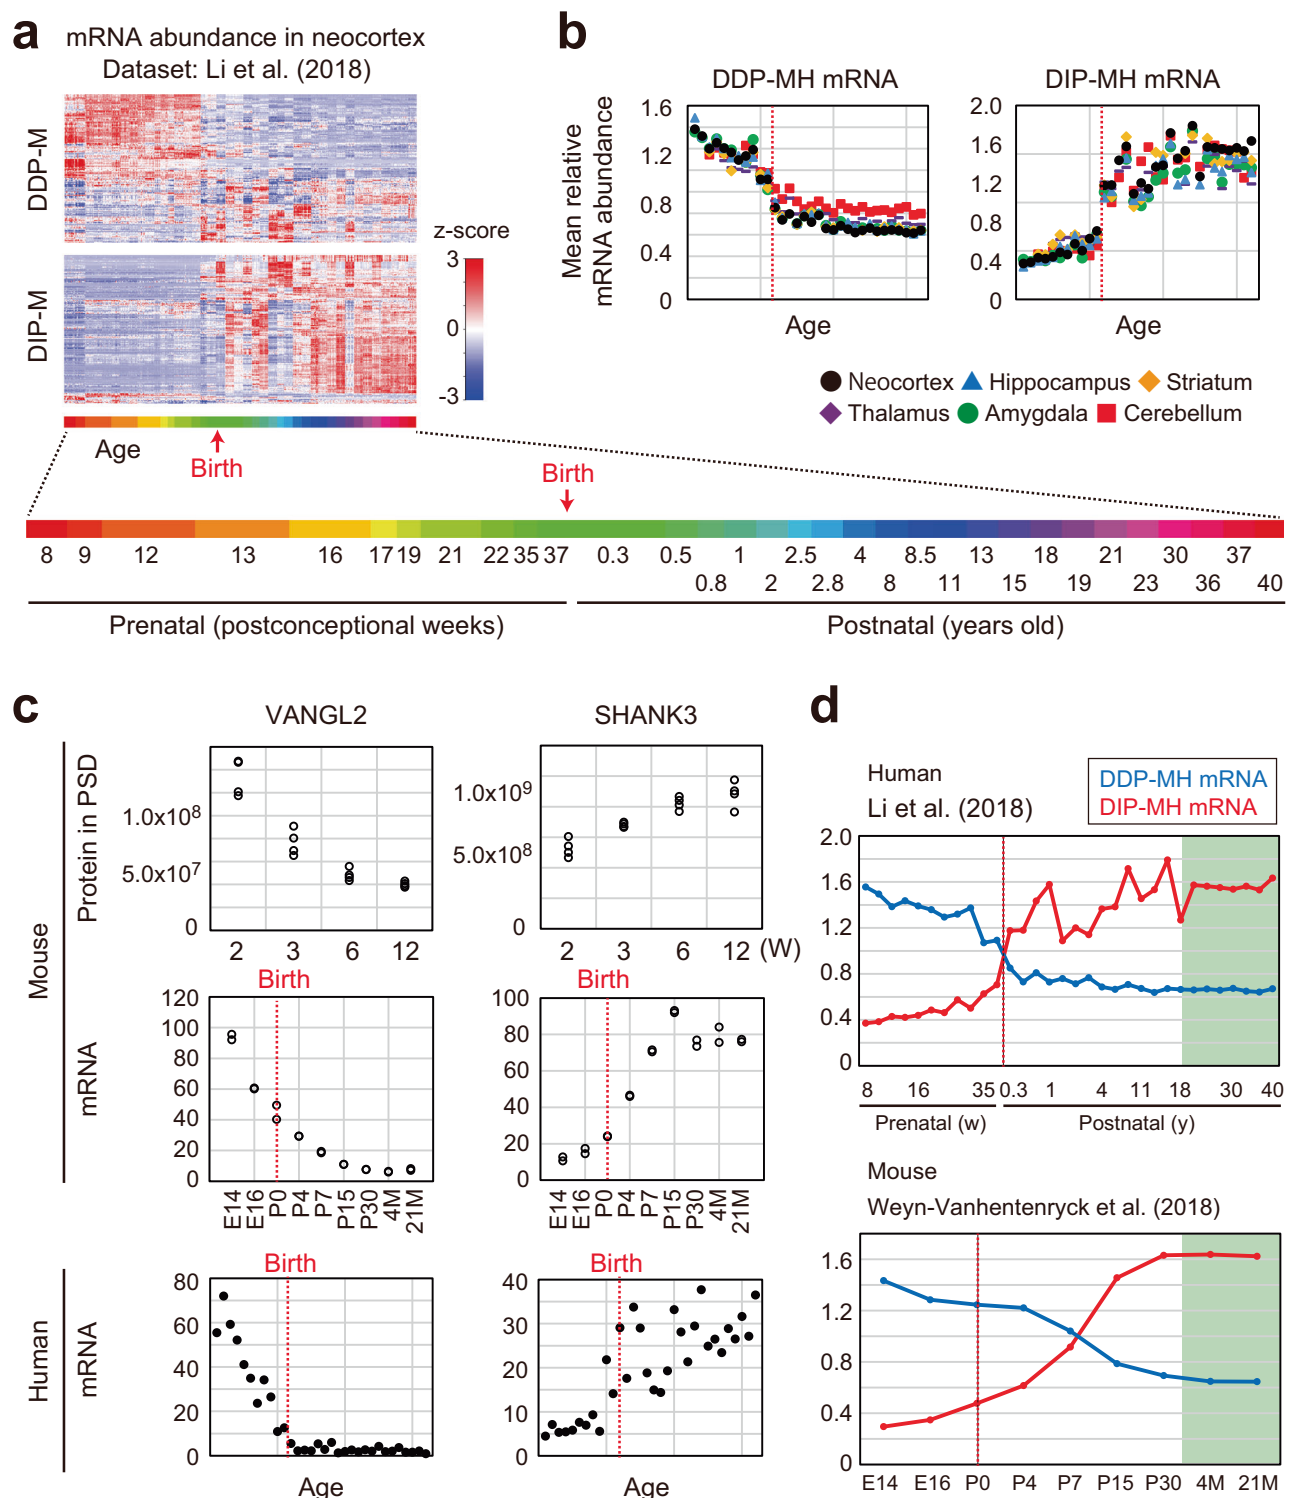 a
mRNA abundance in neocortex
Dataset: Li et al. (2018)
DDP-M
DIP-M
z-score
3
0
-3
Age
Birth
b
DDP-MH mRNA
DIP-MH mRNA
Mean relative
mRNA abundance
1.6
1.2
0.8
0.4
0
Age
2.0
1.6
1.2
0.8
0.4
0
Age
Neocortex Hippocampus Striatum
Thalamus Amygdala Cerebellum
Birth
8 9 12 13 16 17 19 21 22 35 37 0.3 0.5 1 2.5 4 8.5 13 18 21 30 37
0.8 2 2.8 8 11 15 19 23 36 40
Prenatal (postconceptional weeks)
Postnatal (years old)
c
VANGL2
SHANK3
Mouse
Protein in PSD
1.0x10⁸
5.0x10⁷
0
2 3 6 12
1.0x10⁹
5.0x10⁸
0
2 3 6 12 (W)
mRNA
Birth
120
100
80
60
40
20
0
E14 E16 P0 P4 P7 P15 P30 4M 21M
Birth
100
80
60
40
20
0
E14 E16 P0 P4 P7 P15 P30 4M 21M
Human
mRNA
Birth
80
60
40
20
0
Age
Birth
40
30
20
10
0
Age
d
Human
Li et al. (2018)
DDP-MH mRNA
DIP-MH mRNA
2.0
1.6
1.2
0.8
0.4
0
8 16 35 0.3 1 4 11 18 30 40
Prenatal (w)
Postnatal (y)
Mouse
Weyn-Vanhentenryck et al. (2018)
1.6
1.2
0.8
0.4
0
E14 E16 P0 P4 P7 P15 P30 4M 21M